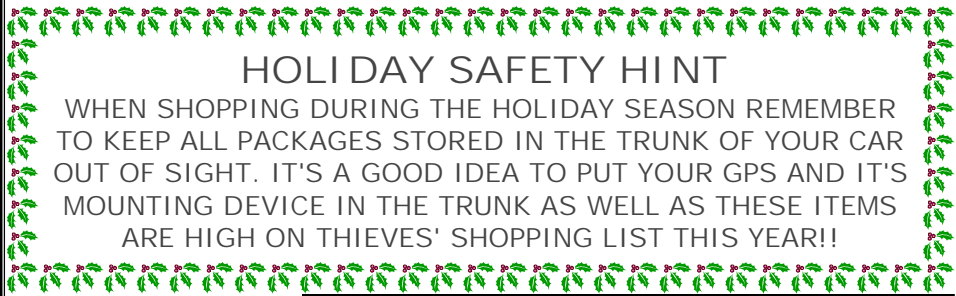 HOLIDAY SAFETY HINT
WHEN SHOPPING DURING THE HOLIDAY SEASON REMEMBER
TO KEEP ALL PACKAGES STORED IN THE TRUNK OF YOUR CAR
OUT OF SIGHT. IT'S A GOOD IDEA TO PUT YOUR GPS AND IT'S
MOUNTING DEVICE IN THE TRUNK AS WELL AS THESE ITEMS
ARE HIGH ON THIEVES' SHOPPING LIST THIS YEAR!!